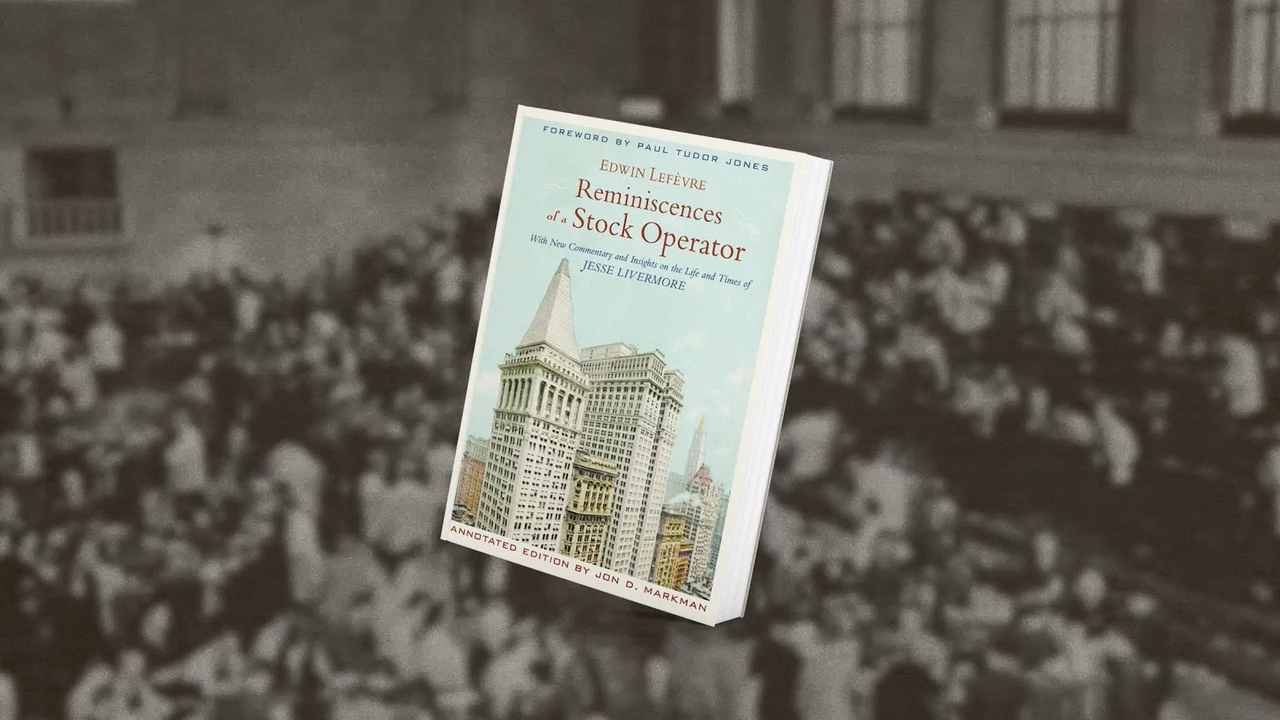 FOREWORD BY PAUL TUDOR JONES
EDWIN LEFÈVRE
Reminiscences
of a Stock Operator
With New Commentary and Insights on the Life and Times of
JESSE LIVERMORE
ANNOTATED EDITION BY JON D. MARKMAN